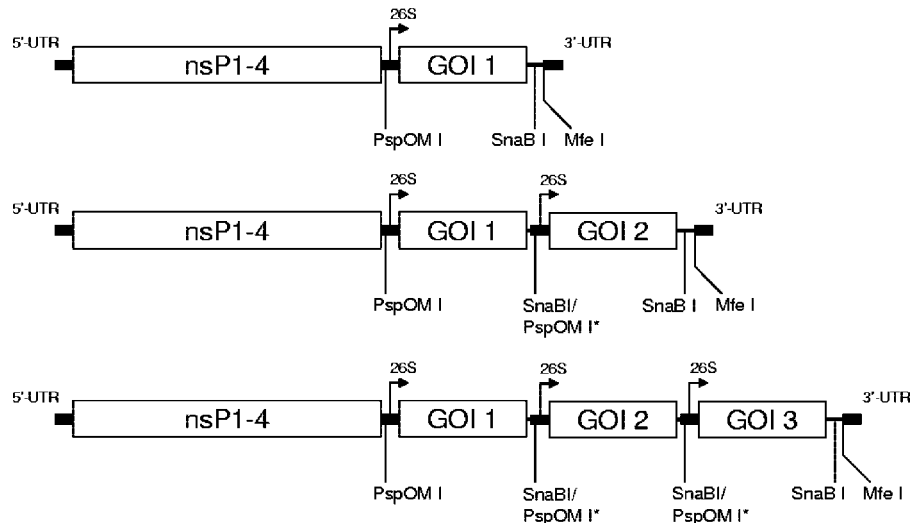 26S
5'-UTR 3'-UTR
nsP1-4 GOI 1
PspOM I SnaB I Mfe I
26S 26S
5'-UTR 3'-UTR
nsP1-4 GOI 1 GOI 2
PspOM I SnaBI/ SnaB I Mfe I
PspOM I*
26S 26S 26S
5'-UTR 3'-UTR
nsP1-4 GOI 1 GOI 2 GOI 3
PspOM I SnaBI/ SnaBI/ SnaB I Mfe I
PspOM I* PspOM I*